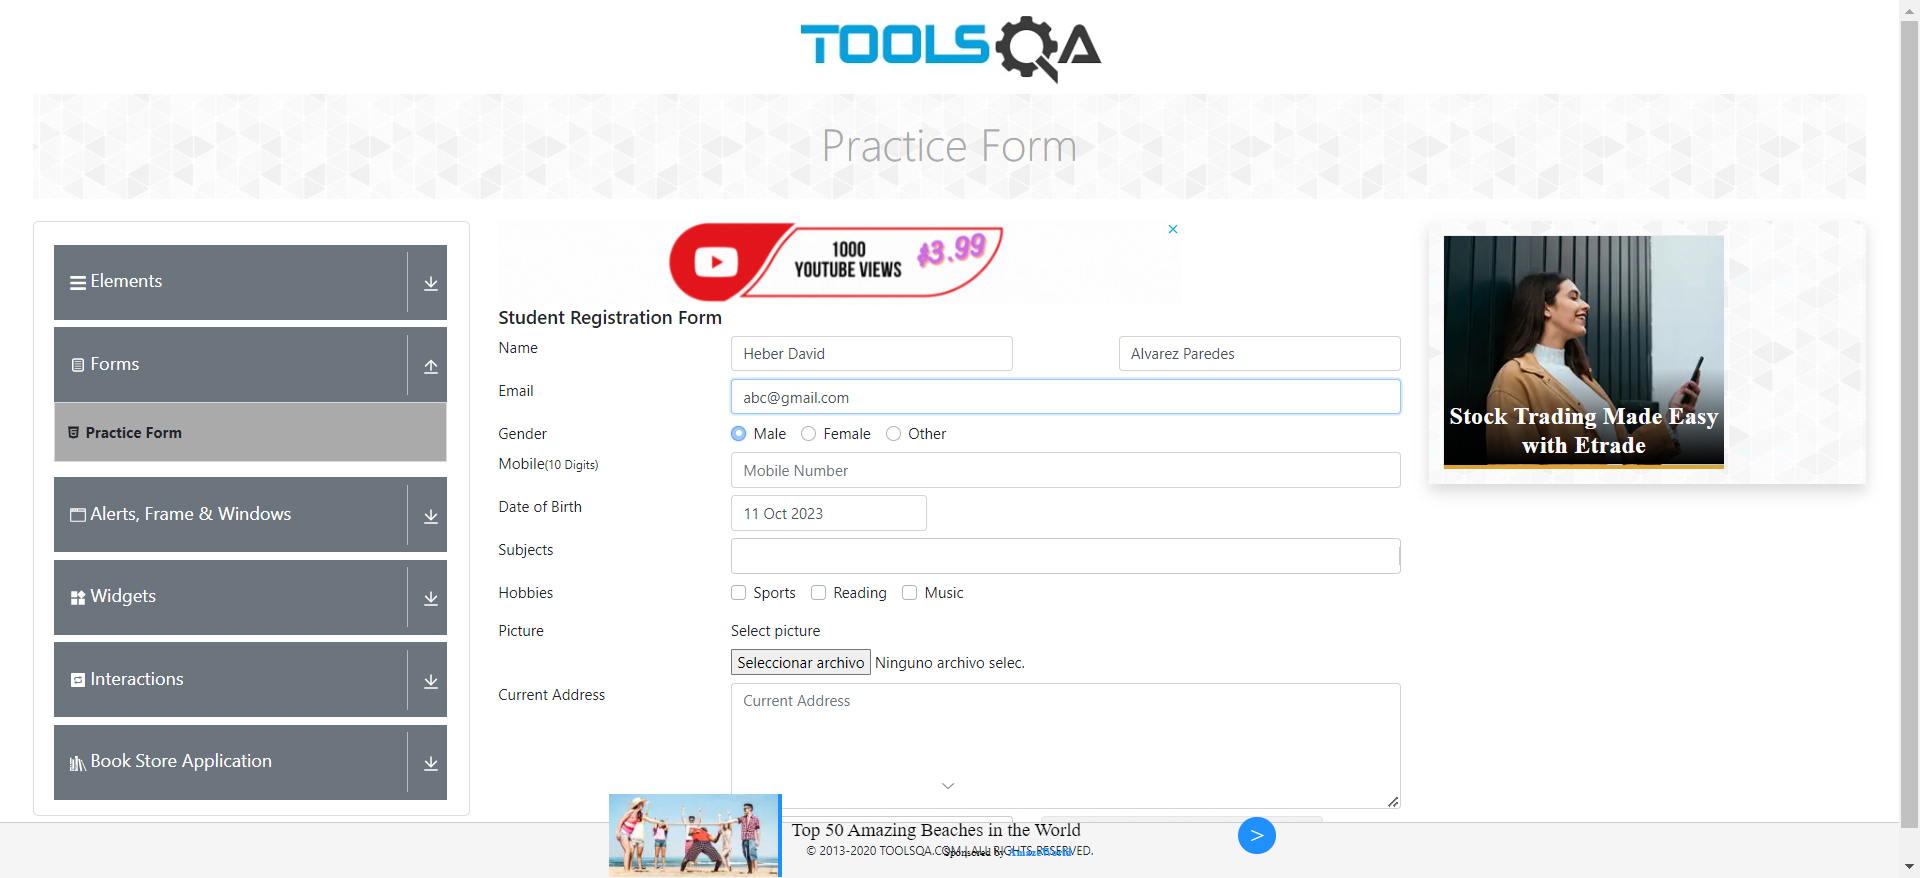 TOOLSQA
Practice Form
Elements
Forms
Practice Form
Alerts, Frame & Windows
Widgets
Interactions
Book Store Application
1000
YOUTUBE VIEWS
$3.99
Student Registration Form
Name
Heber David
Alvarez Paredes
Email
abc@gmail.com
Gender
Male
Female
Other
Mobile(10 Digits)
Mobile Number
Date of Birth
11 Oct 2023
Subjects
Hobbies
Sports
Reading
Music
Picture
Select picture
Seleccionar archivo
Ninguno archivo selec.
Current Address
Current Address
Stock Trading Made Easy
with Etrade
Top 50 Amazing Beaches in the World
© 2013-2020 TOOLSQA.COM | ALL RIGHTS RESERVED.
Sponsored by AmazeWorld